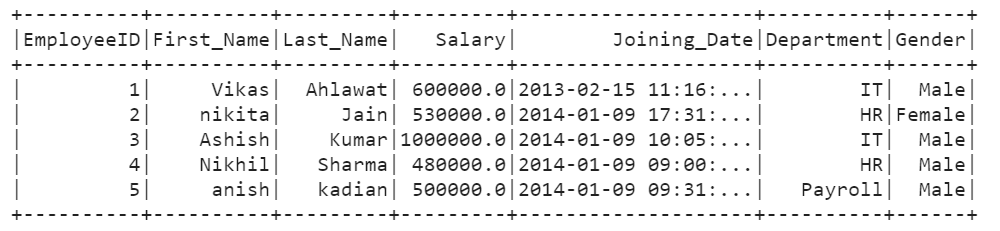 +----------+----------+---------+---------+--------------------+----------+------+
|EmployeeID|First_Name|Last_Name|   Salary|        Joining_Date|Department|Gender|
+----------+----------+---------+---------+--------------------+----------+------+
|         1|     Vikas|  Ahlawat| 600000.0|2013-02-15 11:16:...|        IT|  Male|
|         2|    nikita|     Jain| 530000.0|2014-01-09 17:31:...|        HR|Female|
|         3|    Ashish|    Kumar|1000000.0|2014-01-09 10:05:...|        IT|  Male|
|         4|    Nikhil|   Sharma| 480000.0|2014-01-09 09:00:...|        HR|  Male|
|         5|     anish|   kadian| 500000.0|2014-01-09 09:31:...|   Payroll|  Male|
+----------+----------+---------+---------+--------------------+----------+------+